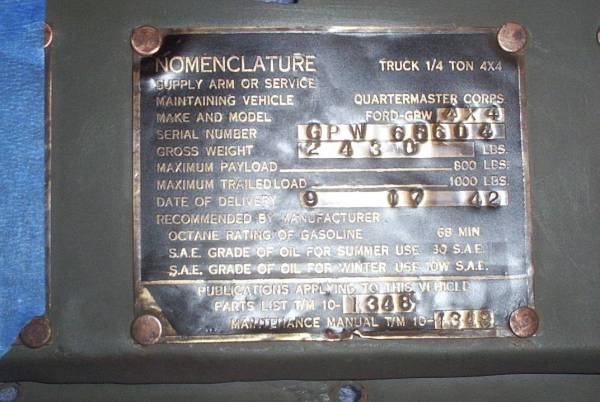 NOMENCLATURE TRUCK 1/4 TON 4X4
SUPPLY ARM OR SERVICE
MAINTAINING VEHICLE QUARTERMASTER CORPS
MAKE AND MODEL FORD-GPW 4X4
SERIAL NUMBER GPW 66604
GROSS WEIGHT 2430 LBS.
MAXIMUM PAYLOAD 800 LBS.
MAXIMUM TRAILED LOAD 1000 LBS.
DATE OF DELIVERY 9 17 42
RECOMMENDED BY MANUFACTURER
OCTANE RATING OF GASOLINE 68 MIN
S.A.E. GRADE OF OIL FOR SUMMER USE 30 S.A.E.
S.A.E. GRADE OF OIL FOR WINTER USE 10W S.A.E.
PUBLICATIONS APPLYING TO THIS VEHICLE
PARTS LIST T/M 10-1348
MAINTENANCE MANUAL T/M 10-1349